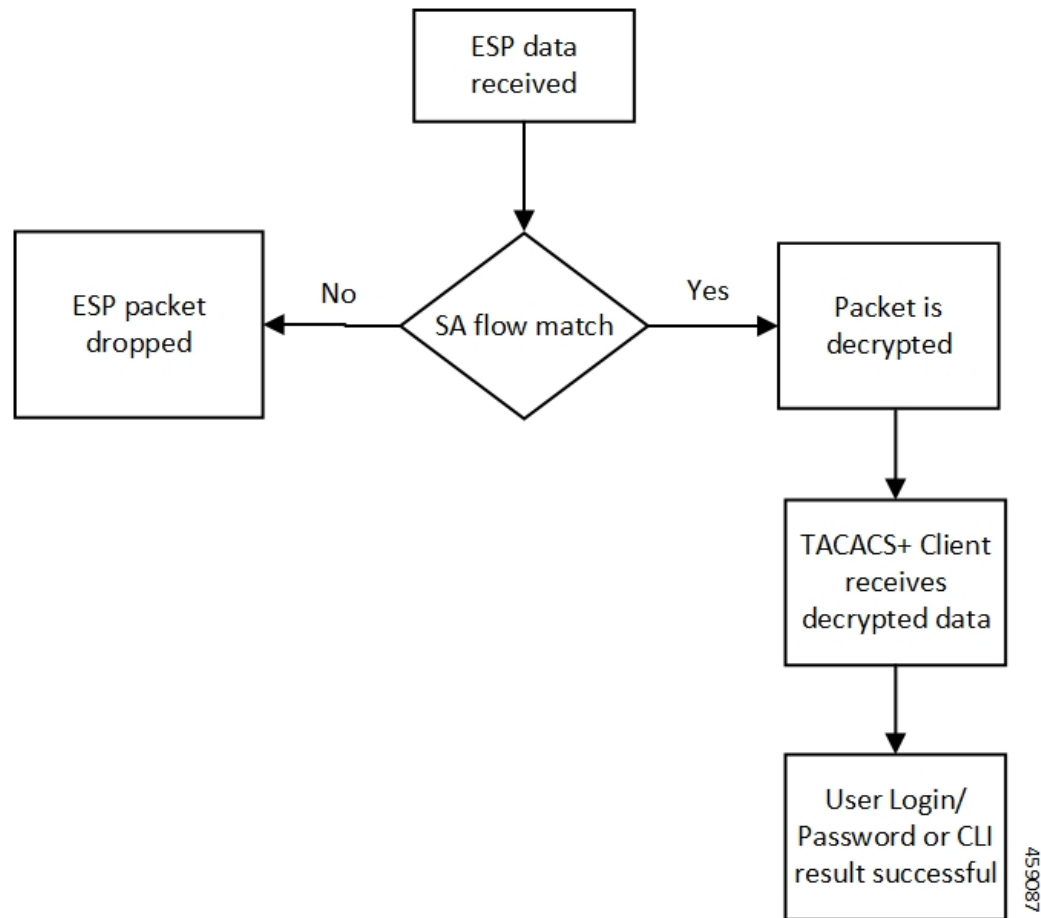 ESP data
received
ESP packet
dropped
No
SA flow match
Yes
Packet is
decrypted
TACACS+ Client
receives
decrypted data
User Login/
Password or CLI
result successful
459087